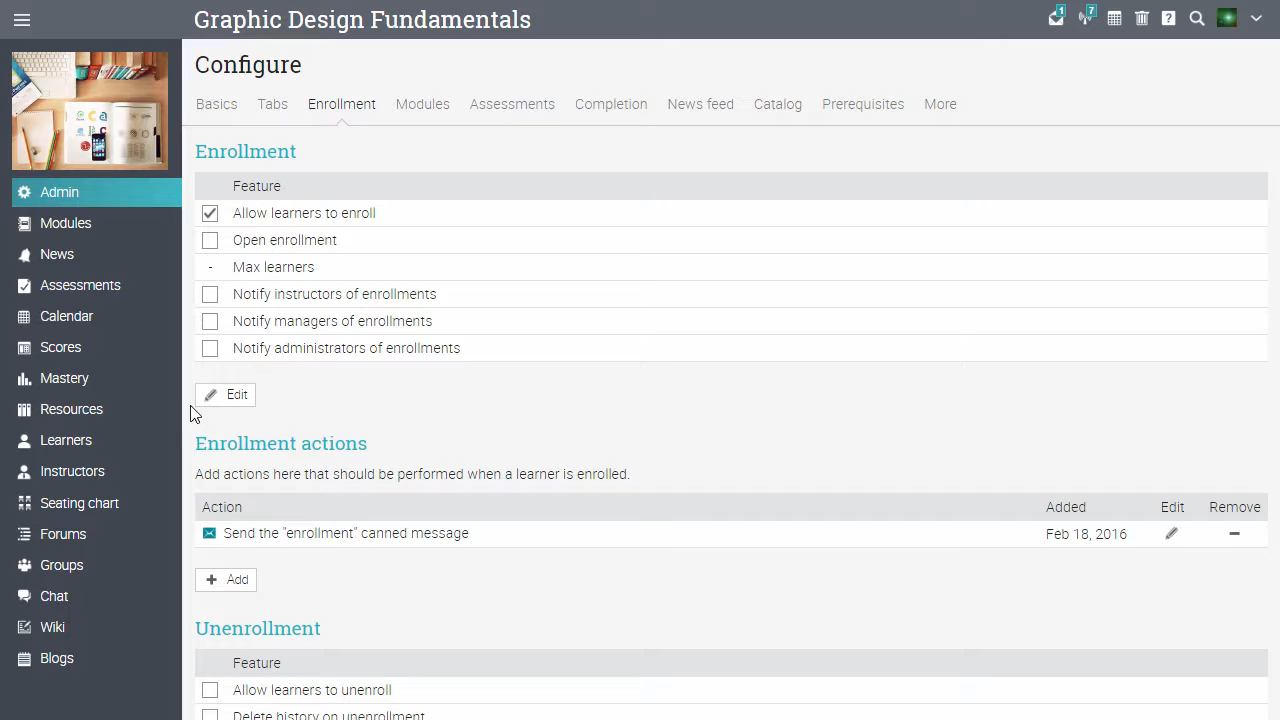 Graphic Design Fundamentals
1
7
Configure
Basics Tabs Enrollment Modules Assessments Completion News feed Catalog Prerequisites More
Admin
Modules
News
Assessments
Calendar
Scores
Mastery
Resources
Learners
Instructors
Seating chart
Forums
Groups
Chat
Wiki
Blogs
Enrollment
Feature
Allow learners to enroll
Open enrollment
- Max learners
Notify instructors of enrollments
Notify managers of enrollments
Notify administrators of enrollments
Edit
Enrollment actions
Add actions here that should be performed when a learner is enrolled.
Action Added Edit Remove
Send the "enrollment" canned message Feb 18, 2016
Add
Unenrollment
Feature
Allow learners to unenroll
Delete history on unenrollment